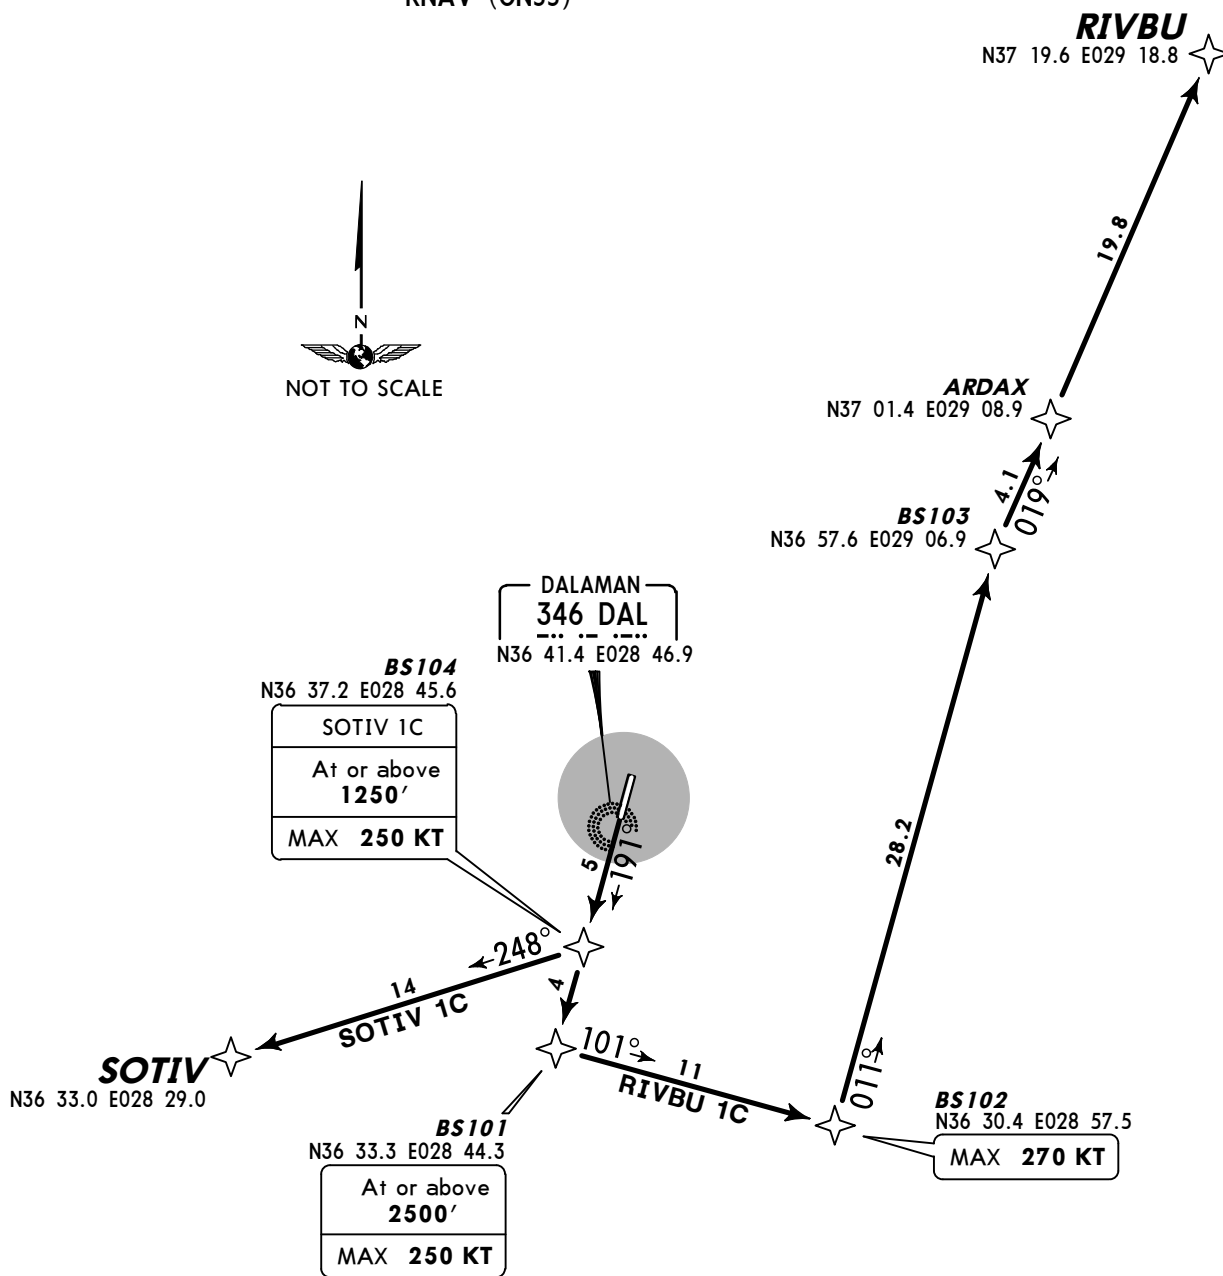 RIVBU
N37 19.6 E029 18.8
19.8
N
NOT TO SCALE
ARDAX
N37 01.4 E029 08.9
4.1
019°
BS103
N36 57.6 E029 06.9
DALAMAN
346 DAL
N36 41.4 E028 46.9
BS104
N36 37.2 E028 45.6
SOTIV 1C
At or above
1250'
MAX 250 KT
5
191°
28.2
248°
14
SOTIV 1C
4
SOTIV
N36 33.0 E028 29.0
101°
11
RIVBU 1C
011°
BS101
N36 33.3 E028 44.3
At or above
2500'
MAX 250 KT
BS102
N36 30.4 E028 57.5
MAX 270 KT